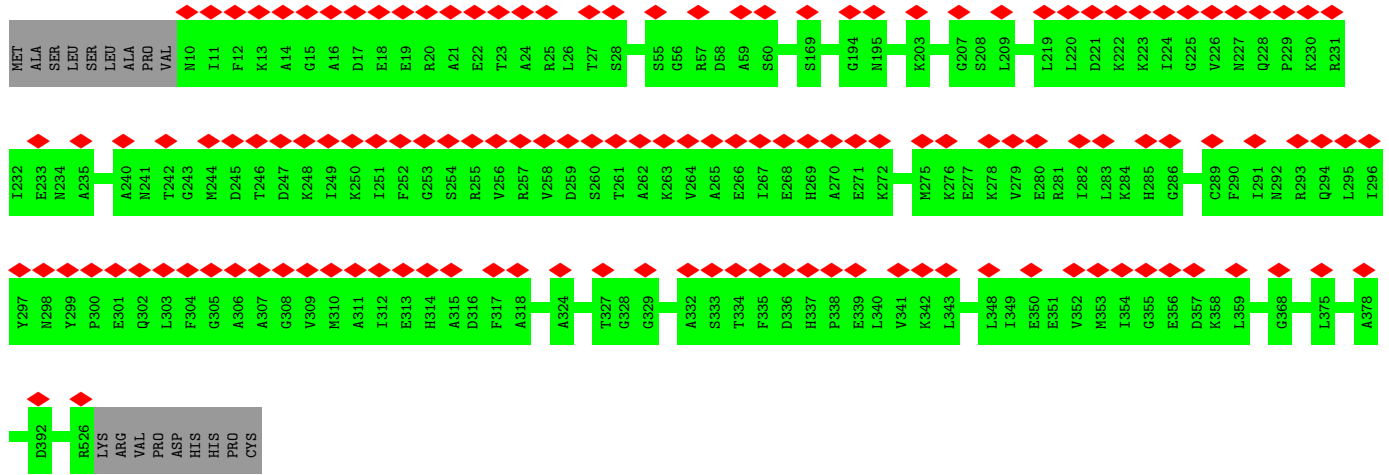 MET ALA SER LEU SER LEU ALA PRO VAL N10 I11 F12 K13 A14 G15 A16 D17 E18 E19 R20 A21 E22 T23 A24 R25 L26 T27 S28 S55 G56 R57 D58 A59 S60 S169 G194 N195 K203 G207 S208 L209 L219 L220 D221 K222 K223 I224 G225 V226 N227 Q228 P229 K230 R231
I232 E233 N234 A235 A240 N241 T242 G243 M244 D245 T246 D247 K248 I249 K250 I251 F252 G253 S254 R255 V256 R257 V258 D259 S260 T261 A262 K263 V264 A265 E266 I267 E268 H269 A270 E271 K272 M275 K276 E277 K278 V279 E280 R281 I282 L283 K284 H285 G286 C289 F290 I291 N292 R293 Q294 L295 I296
Y297 N298 Y299 P300 E301 Q302 L303 F304 G305 A306 A307 G308 V309 M310 A311 I312 E313 H314 A315 D316 F317 A318 A324 T327 G328 G329 A332 S333 T334 F335 D336 H337 P338 E339 L340 V341 K342 L343 L348 I349 E350 E351 V352 M353 I354 G355 E356 D357 K358 L359 G368 L375 A378
D392 R526 LYS ARG VAL PRO ASP HIS HIS PRO CYS